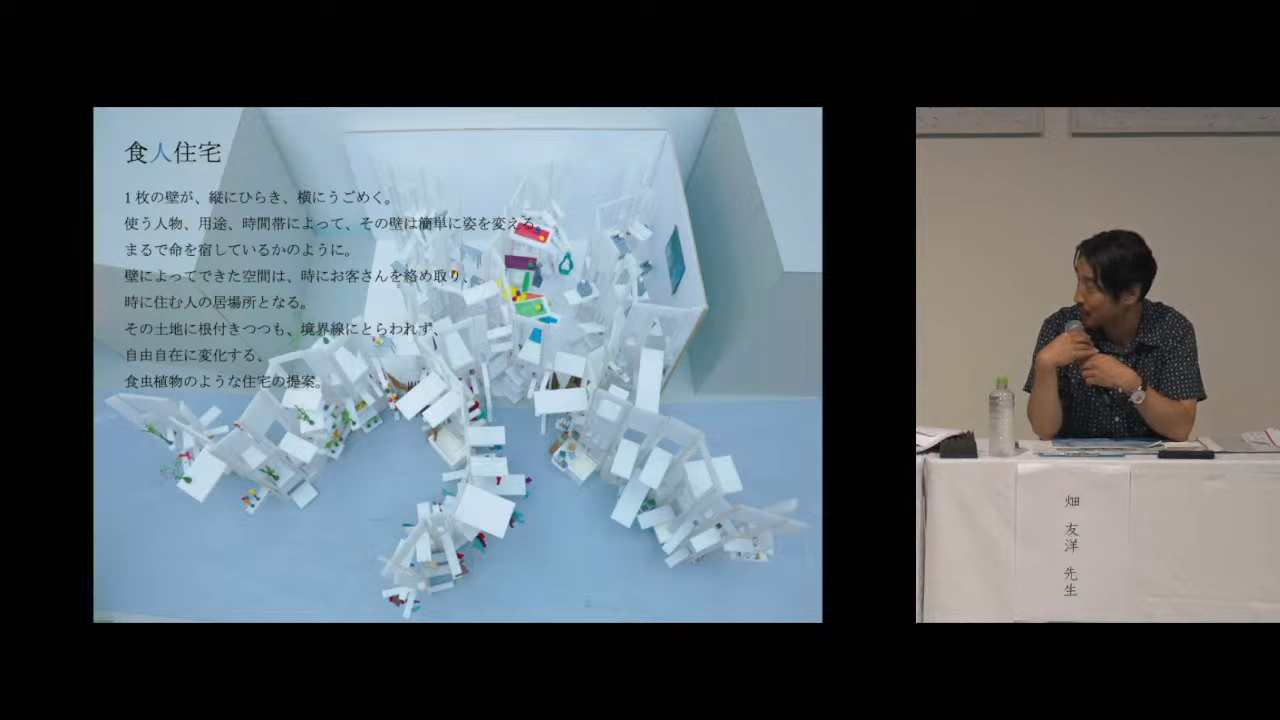 食人住宅
1枚の壁が、縦にひらき、横にうごめく。
使う人物、用途、時間帯によって、その壁は簡単に姿を変える。
まるで命を宿しているかのように。
壁によってできた空間は、時にお客さんを絡め取り、
時に住む人の居場所となる。
その土地に根付きつつも、境界線にとらわれず、
自由自在に変化する、
食虫植物のような住宅の提案。
畑 友洋 先生